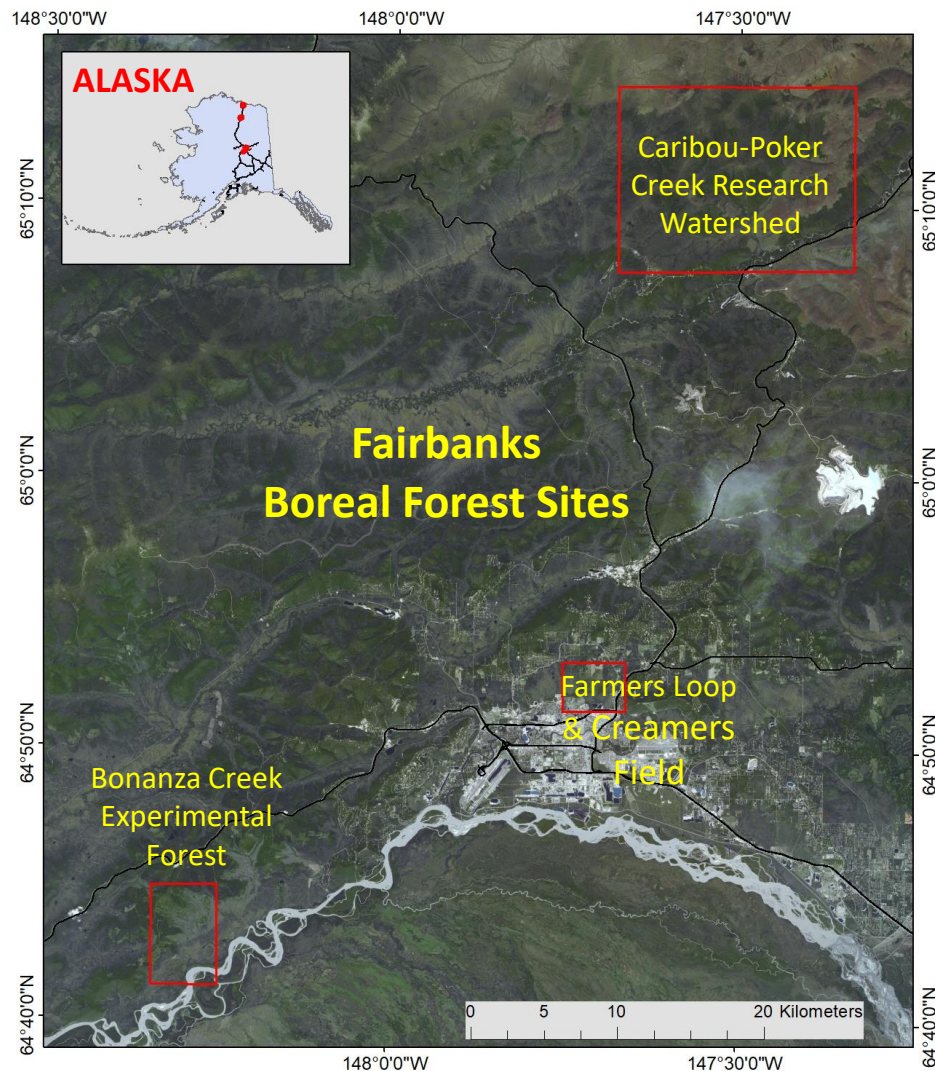 148°30'0"W
148°0'0"W
147°30'0"W
ALASKA
65°10'0"N
65°10'0"N
Caribou-Poker
Creek Research
Watershed
Fairbanks
Boreal Forest Sites
65°0'0"N
65°0'0"N
Farmers Loop
& Creamers
Field
64°50'0"N
64°50'0"N
Bonanza Creek
Experimental
Forest
64°40'0"N
64°40'0"N
0 5 10 20 Kilometers
148°0'0"W
147°30'0"W